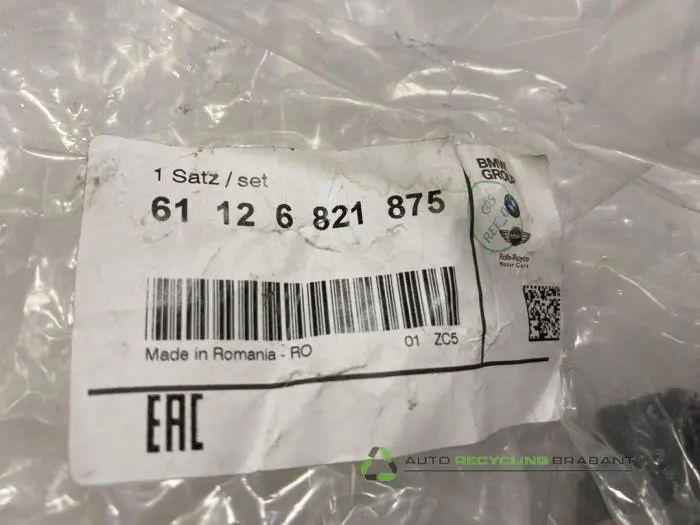 1 Satz / set
61 12 6 821 875
Made in Romania - RO
01 ZC5
EAC
BMW
GROUP
MINI
Rolls-Royce
Motor Cars
AUTO RECYCLING BRABANT